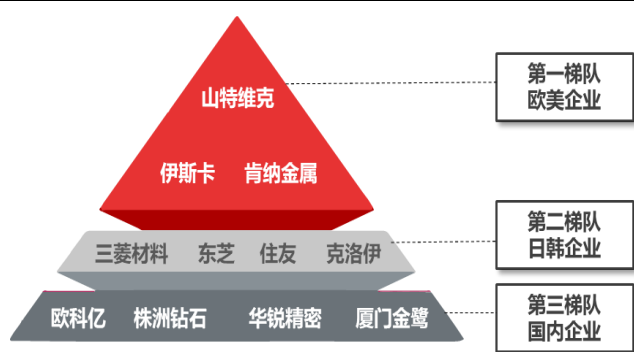 山特维克
伊斯卡 肯纳金属
第一梯队
欧美企业
三菱材料 东芝 住友 克洛伊
第二梯队
日韩企业
欧科亿 株洲钻石 华锐精密 厦门金鹭
第三梯队
国内企业